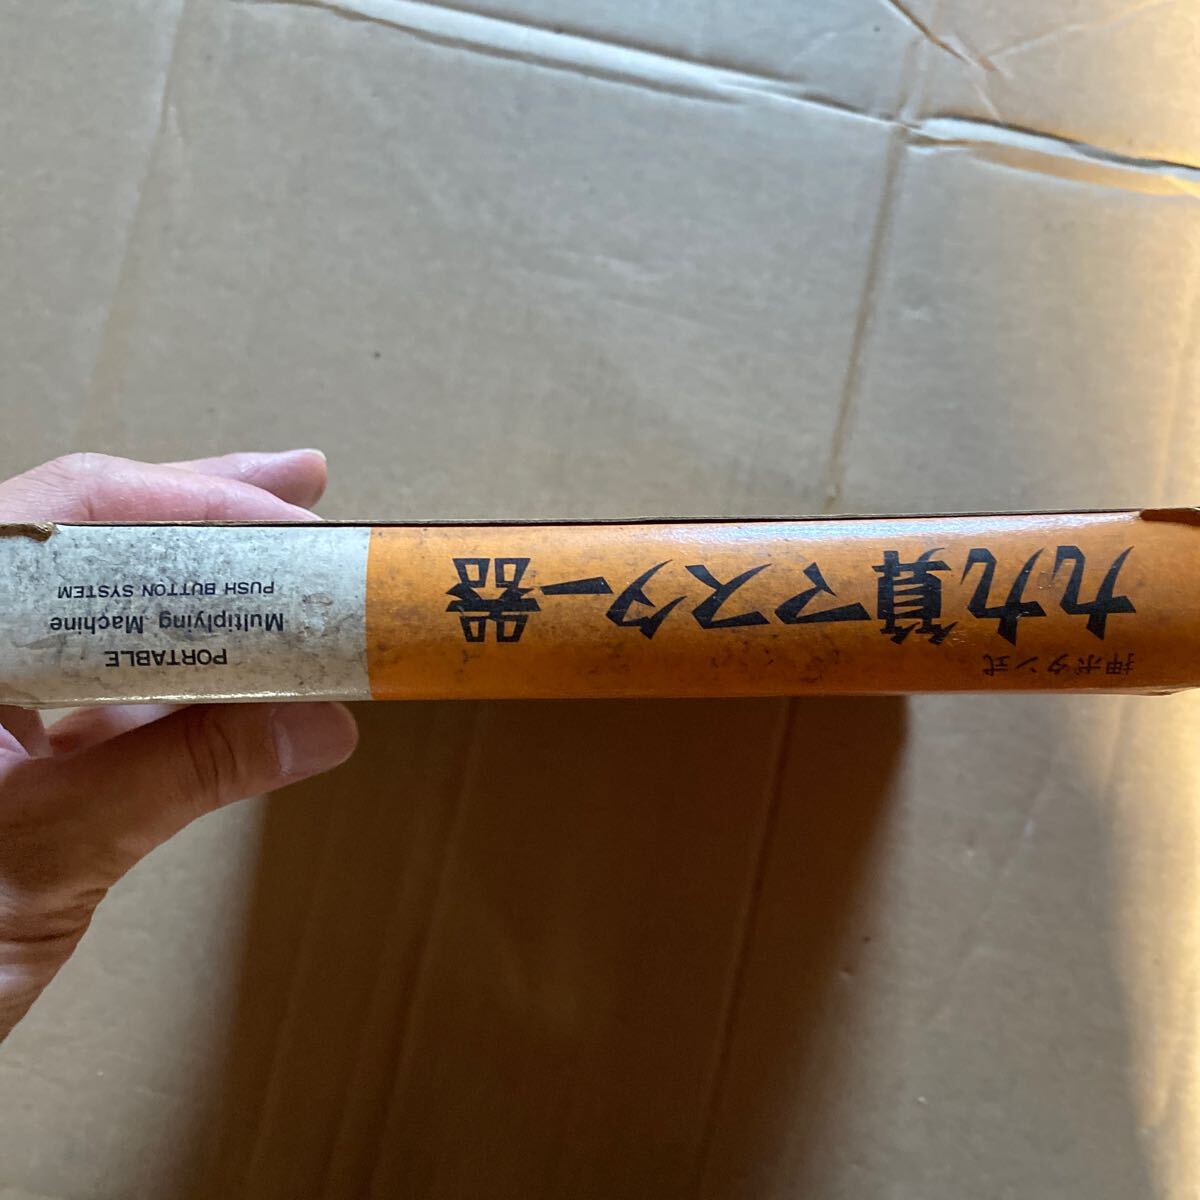 押ボタン式
九九算マスター器
PORTABLE
Multiplying Machine
PUSH BUTTON SYSTEM